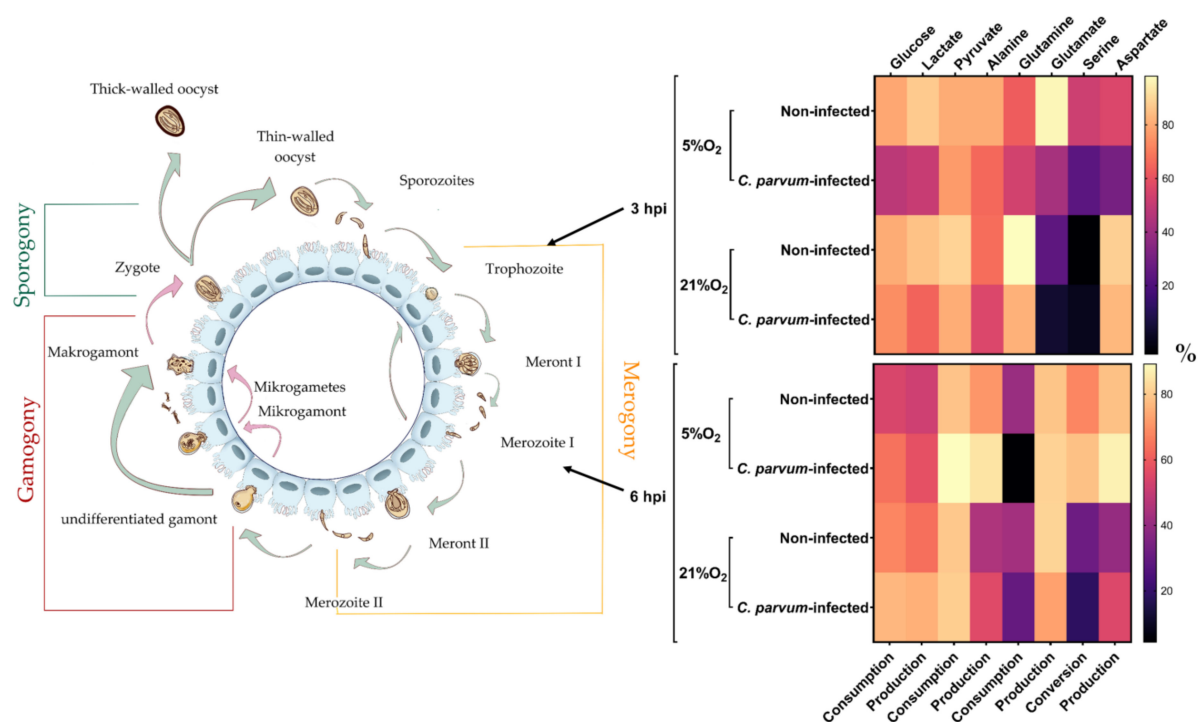 Thick-walled oocyst
Thin-walled
oocyst
Sporozoites
Sporogony
Zygote
Trophozoite
Gamogony
Makrogamont
Mikrogametes
Mikrogamont
Meront I
Merozoite I
Merogony
undifferentiated gamont
Meront II
Merozoite II
3 hpi
6 hpi
Glucose
Lactate
Pyruvate
Alanine
Glutamine
Glutamate
Serine
Aspartate
5%O₂
Non-infected
C. parvum-infected
21%O₂
Non-infected
C. parvum-infected
80
60
40
20
%
5%O₂
Non-infected
C. parvum-infected
21%O₂
Non-infected
C. parvum-infected
80
60
40
20
Consumption
Production
Consumption
Production
Consumption
Production
Conversion
Production